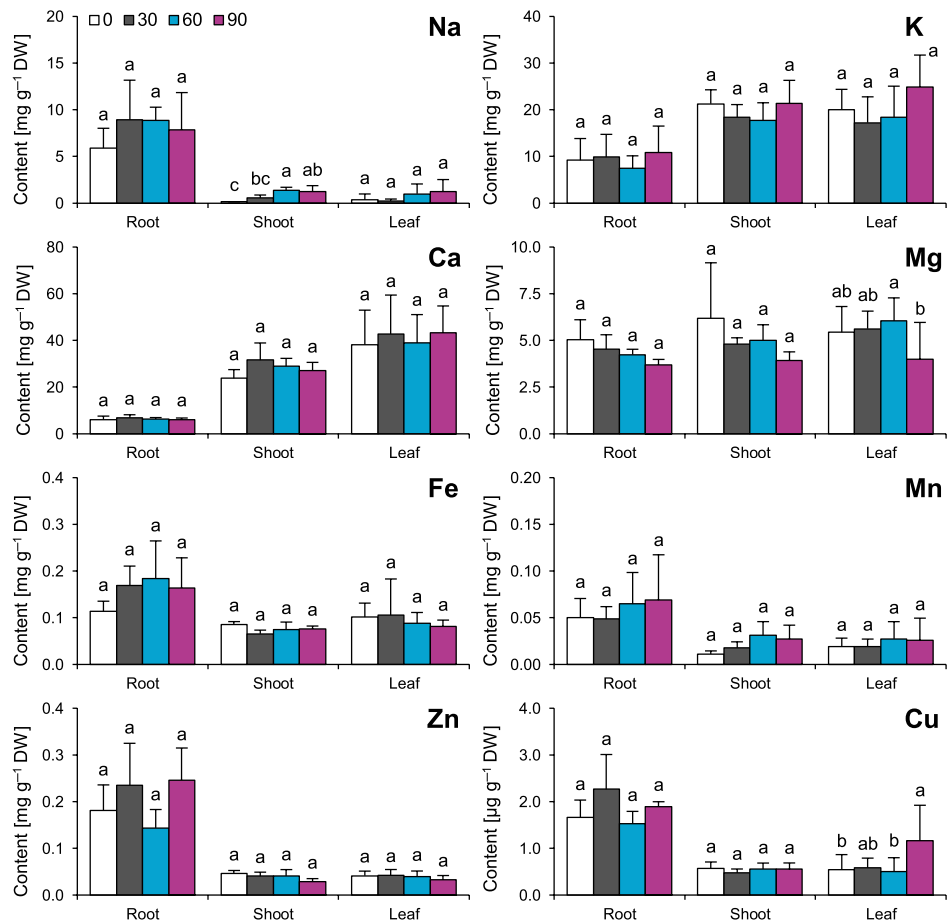 0 30 60 90
Na
Content [mg g⁻¹ DW]
20
15
10
5
0
a a a a
c bc a ab
a a a a
Root Shoot Leaf
K
Content [mg g⁻¹ DW]
40
30
20
10
0
a a a a
a a a a
a a a a
Root Shoot Leaf
Ca
Content [mg g⁻¹ DW]
80
60
40
20
0
a a a a
a a a a
a a a a
Root Shoot Leaf
Mg
Content [mg g⁻¹ DW]
10.0
7.5
5.0
2.5
0.0
a a a a
a a a a
ab ab a b
Root Shoot Leaf
Fe
Content [mg g⁻¹ DW]
0.4
0.3
0.2
0.1
0.0
a a a a
a a a a
a a a a
Root Shoot Leaf
Mn
Content [mg g⁻¹ DW]
0.20
0.15
0.10
0.05
0.00
a a a a
a a a a
a a a a
Root Shoot Leaf
Zn
Content [mg g⁻¹ DW]
0.4
0.3
0.2
0.1
0.0
a a a a
a a a a
a a a a
Root Shoot Leaf
Cu
Content [µg g⁻¹ DW]
4.0
3.0
2.0
1.0
0.0
a a a a
a a a a
b ab b a
Root Shoot Leaf